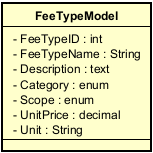 FeeTypeModel
- FeeTypeID : int
- FeeTypeName : String
- Description : text
- Category : enum
- Scope : enum
- UnitPrice : decimal
- Unit : String